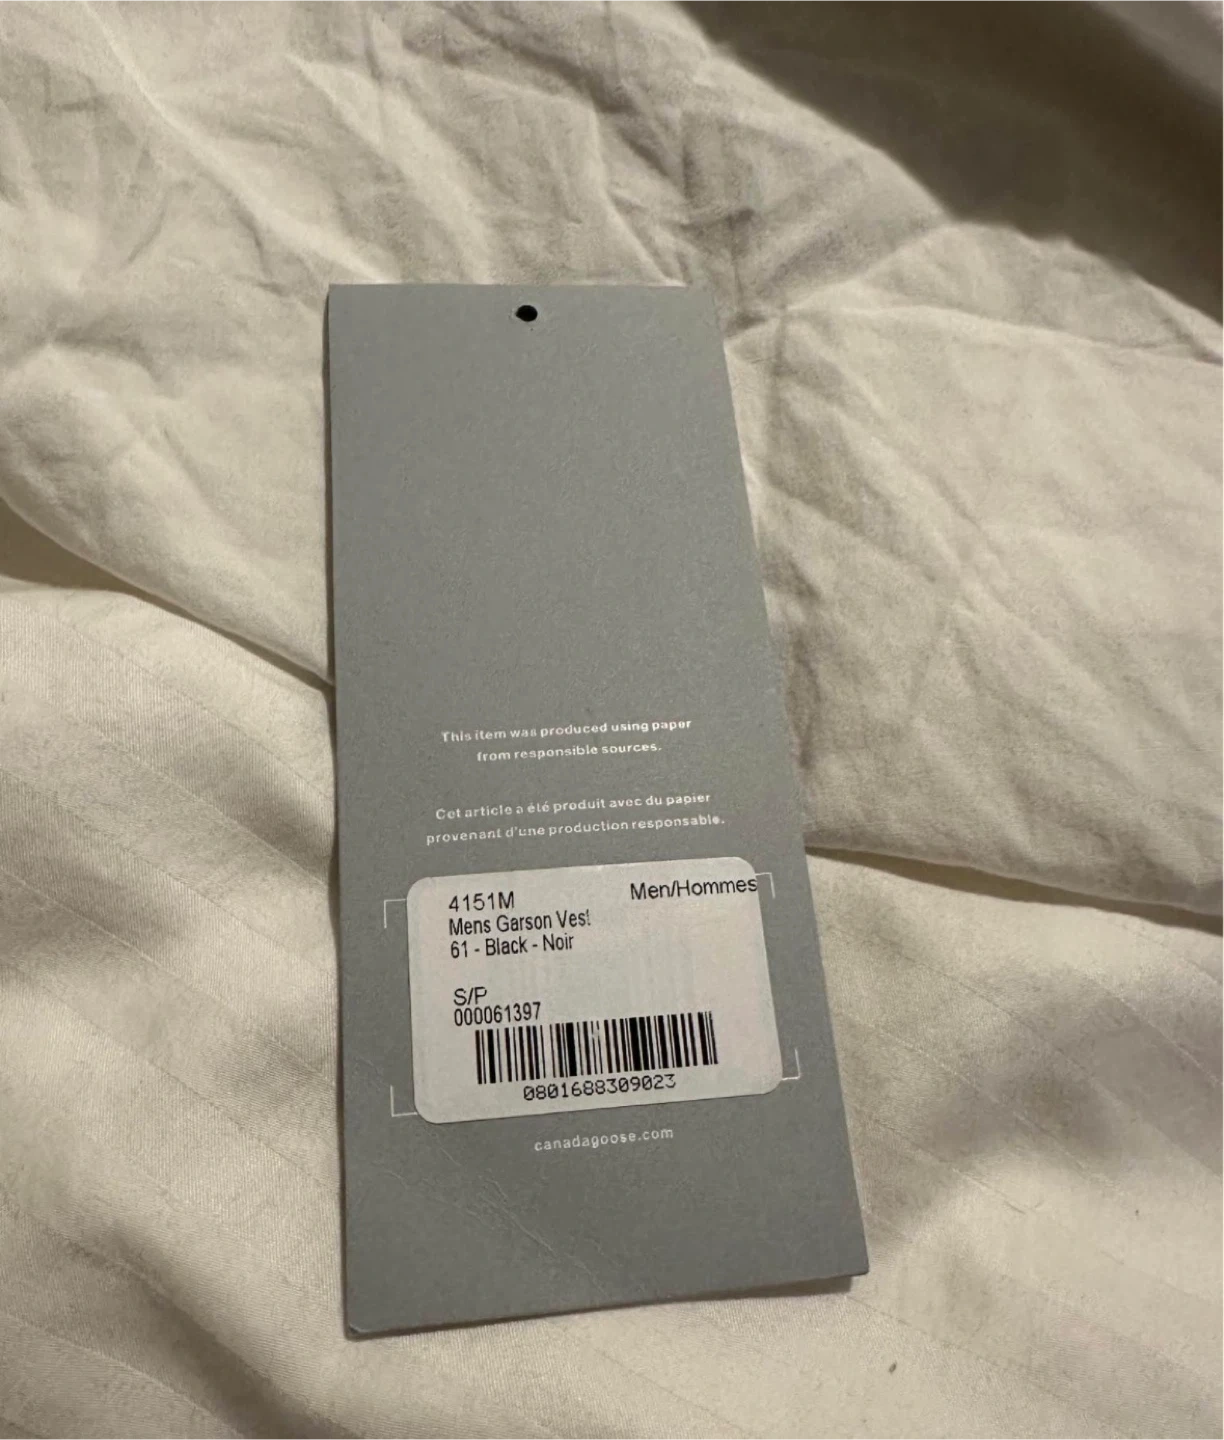 This item was produced using paper
from responsible sources.
Cet article a été produit avec du papier
provenant d'une production responsable.
4151M Men/Hommes
Mens Garson Vest
61 - Black - Noir
S/P
000061397
0801688309023
canadagoose.com